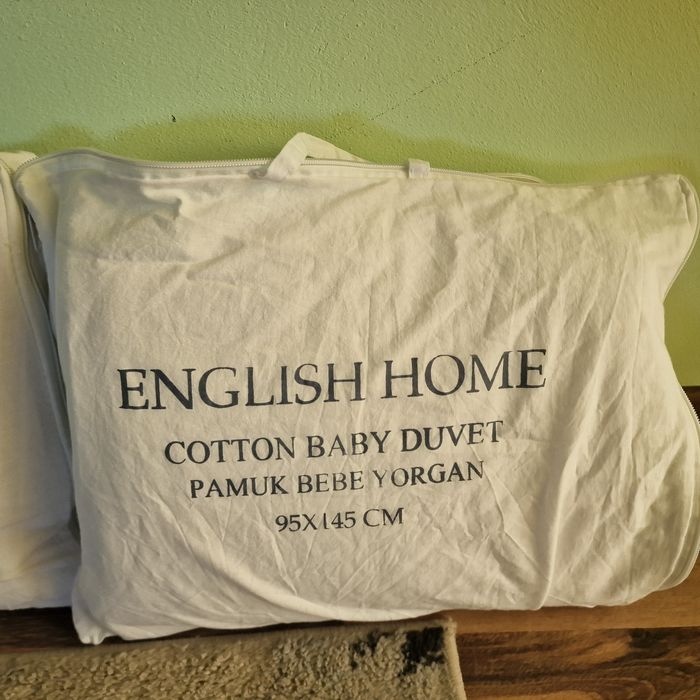 ENGLISH HOME
COTTON BABY DUVET
PAMUK BEBE YORGAN
95X145 CM